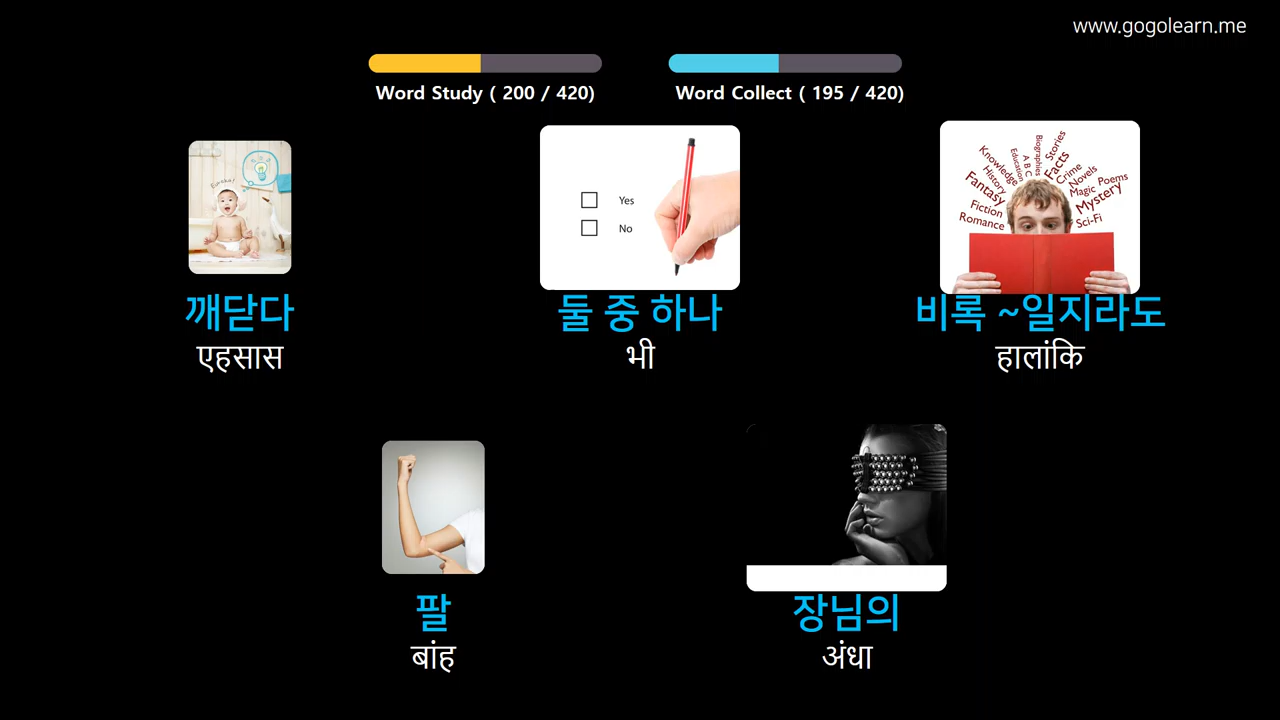 www.gogolearn.me
Word Study ( 200 / 420)
Word Collect ( 195 / 420)
Eureka!
Yes
No
Biographies
Stories
A B C
Education
Facts
Knowledge
Crime
History
Novels
Fantasy
Magic
Poems
Mystery
Fiction
Romance
Sci-Fi
깨닫다
둘 중 하나
비록 ~일지라도
एहसास
भी
हालांकि
팔
장님의
बांह
अंधा